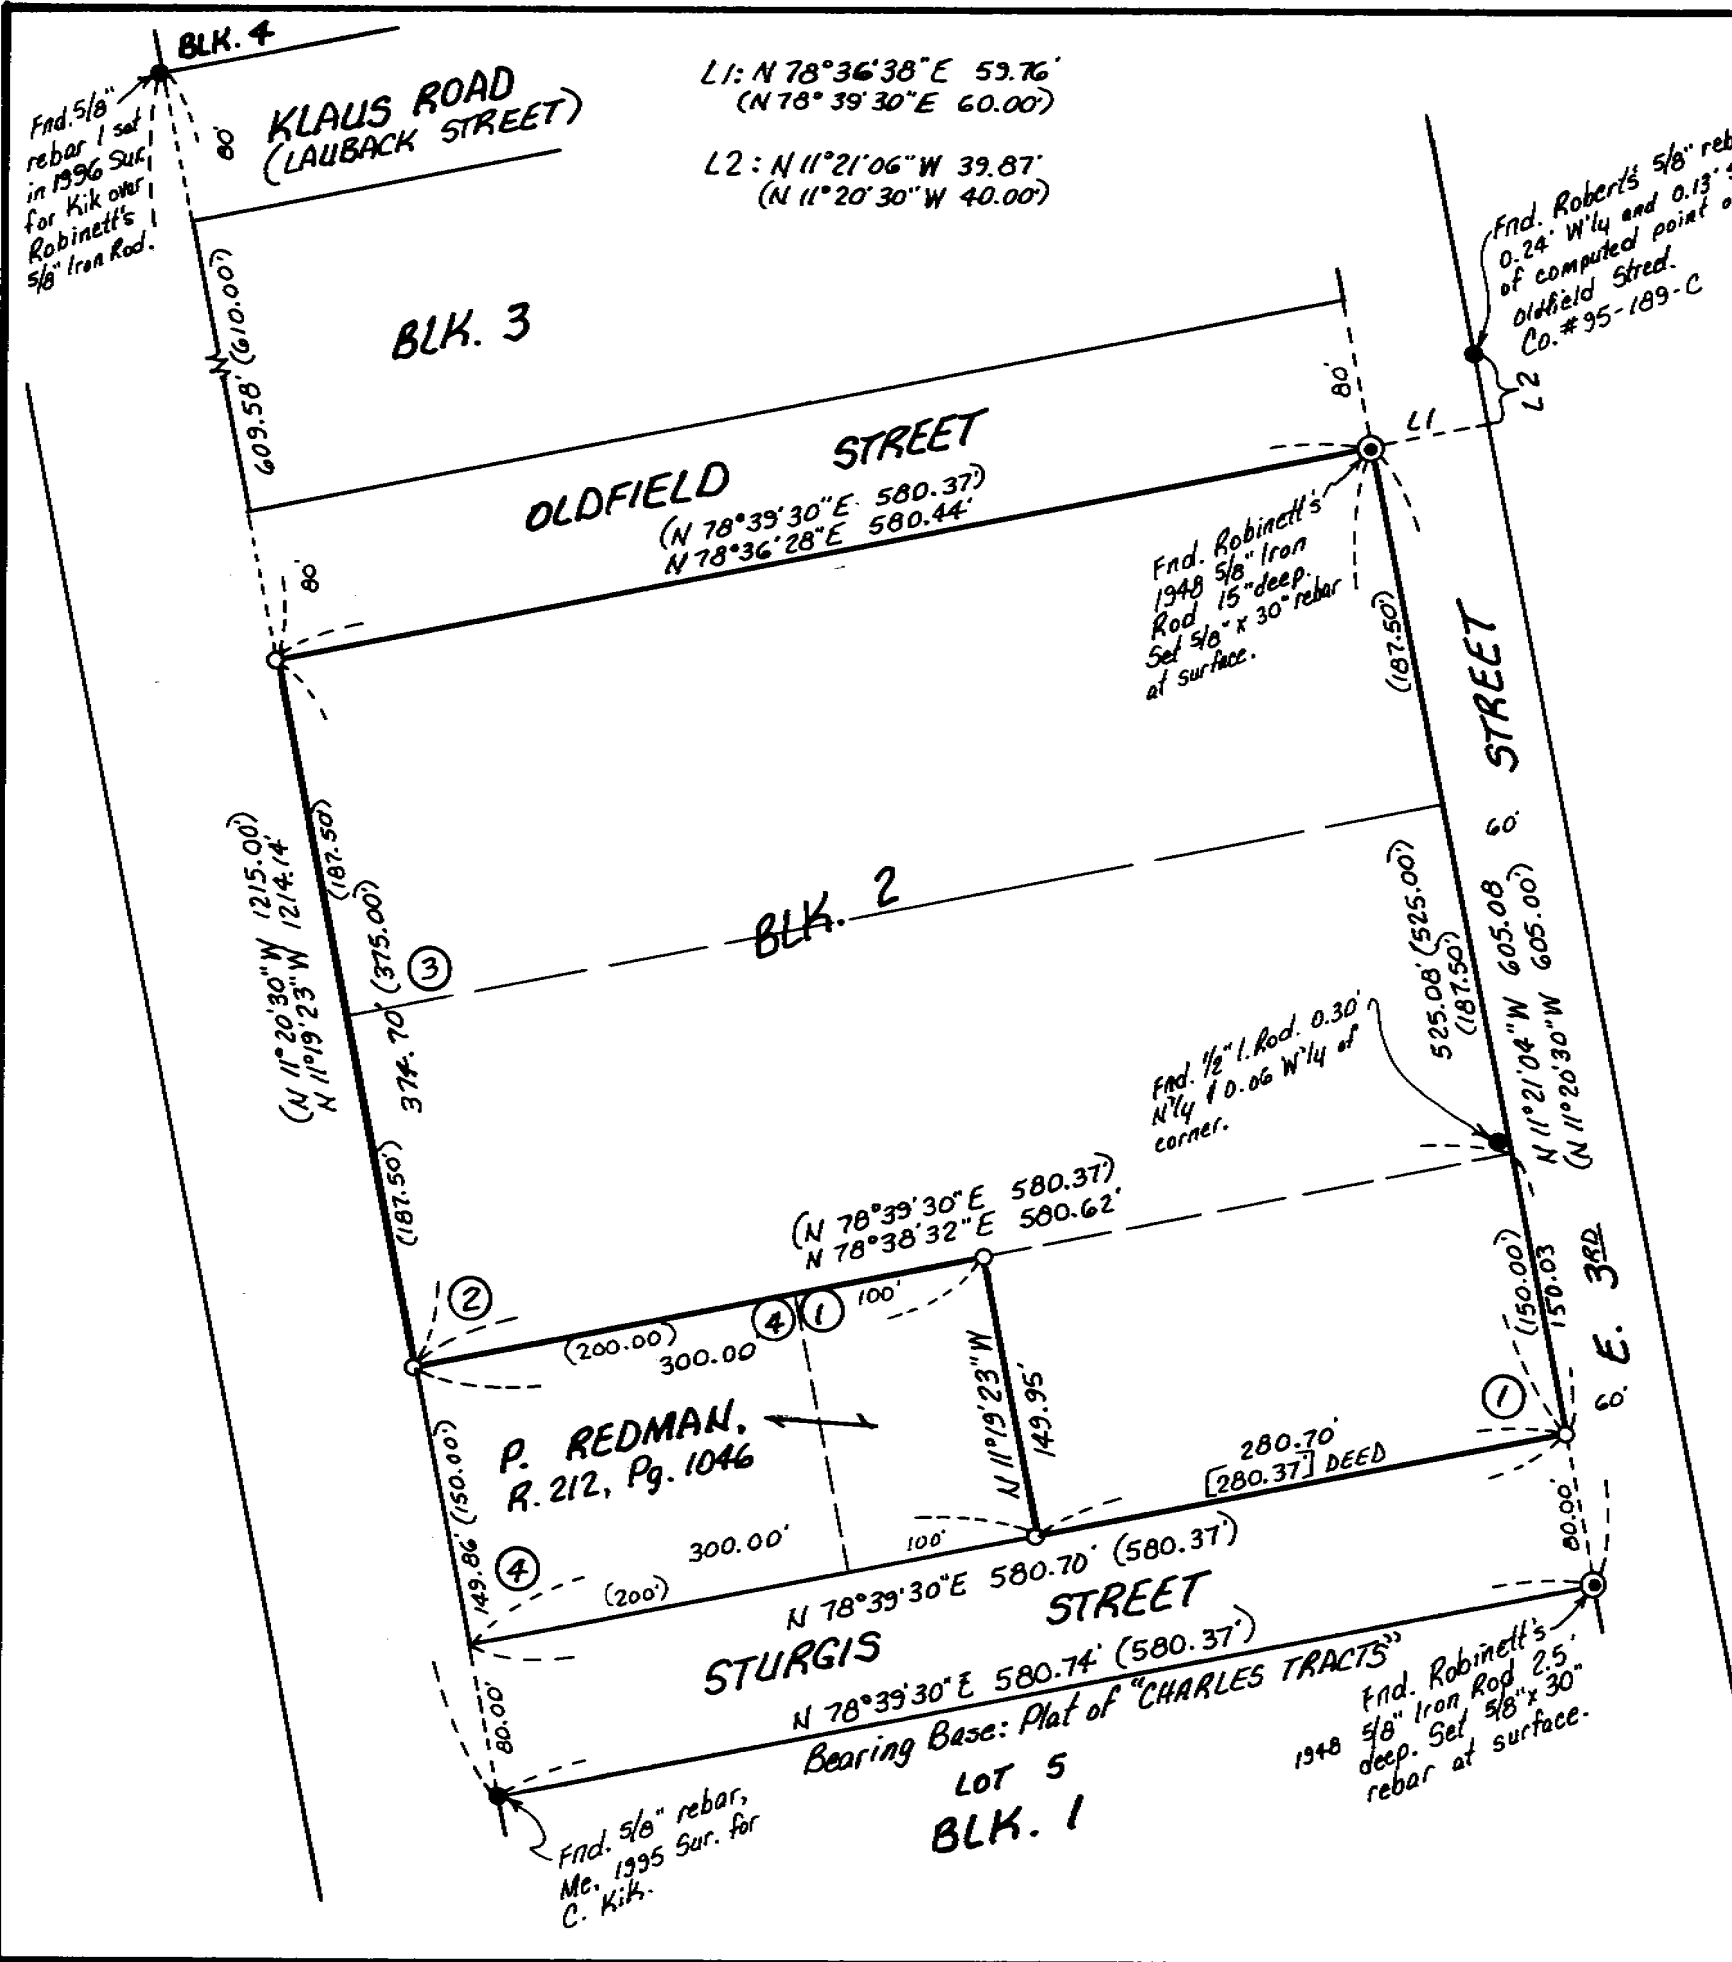 BLK. 4
Fnd. 5/8"
rebar I set
in 1996 Sur.
for Kik over
Robinett's
5/8" Iron Rod.
80'
KLAUS ROAD
(LAUBACK STREET)
L1: N 78°36'38"E 59.76'
(N 78°39'30"E 60.00')
L2: N 11°21'06"W 39.87'
(N 11°20'30"W 40.00')
Fnd. Robert's 5/8" reb
0.24' W'ly and 0.13'
of computed point o
Oldfield Street.
Co. #95-189-C
609.58' (610.00')
BLK. 3
80'
L1
L2
OLDFIELD STREET
(N 78°39'30"E 580.37')
N 78°36'28"E 580.44'
80'
Fnd. Robinett's
1948 5/8" Iron
Rod 15" deep.
Set 5/8" x 30" rebar
at surface.
(187.50')
STREET
60'
(N 11°20'30"W 1215.00')
N 11°19'23"W 1214.14'
(187.50')
374.70' (375.00')
3
BLK. 2
525.08' (525.00')
(187.50')
N 11°21'04"W 605.08
(N 11°20'30"W 605.00')
Fnd. 1/2" I. Rod. 0.30'
N'ly & 0.06 W'ly of
corner.
(187.50')
(N 78°39'30"E 580.37')
N 78°38'32"E 580.62'
2
(200.00')
300.00'
4
1
100'
(150.00')
150.03
E. 3RD
60'
1
N 11°19'23"W
149.95'
P. REDMAN,
R. 212, Pg. 1046
280.70'
[280.37'] DEED
149.86' (150.00')
4
300.00'
(200')
100'
80.00'
N 78°39'30"E 580.70' (580.37')
STURGIS STREET
N 78°39'30"E 580.74' (580.37')
Bearing Base: Plat of "CHARLES TRACTS"
80.00'
Fnd. Robinett's
1948 5/8" Iron Rod 2.5'
deep. Set 5/8" x 30"
rebar at surface.
LOT 5
BLK. 1
Fnd. 5/8" rebar,
Me, 1995 Sur. for
C. Kik.